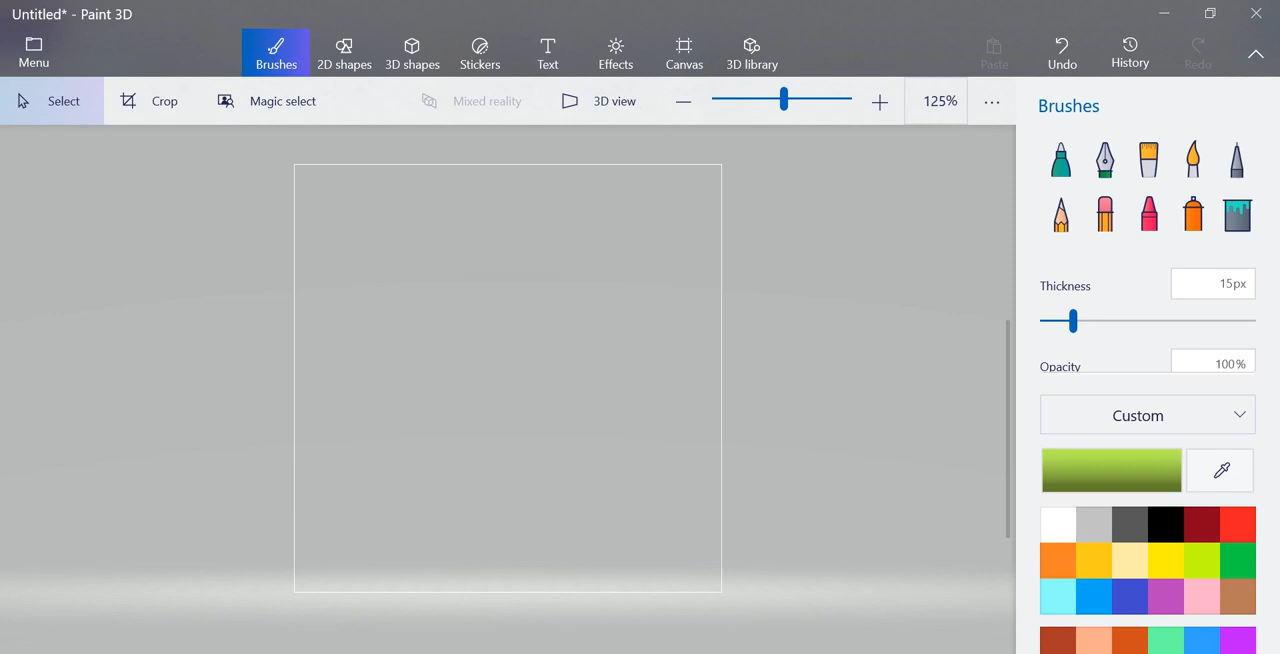 Untitled* - Paint 3D
Menu
Brushes
2D shapes
3D shapes
Stickers
Text
Effects
Canvas
3D library
Paste
Undo
History
Redo
Select
Crop
Magic select
Mixed reality
3D view
125%
Brushes
Thickness
15px
Opacity
100%
Custom